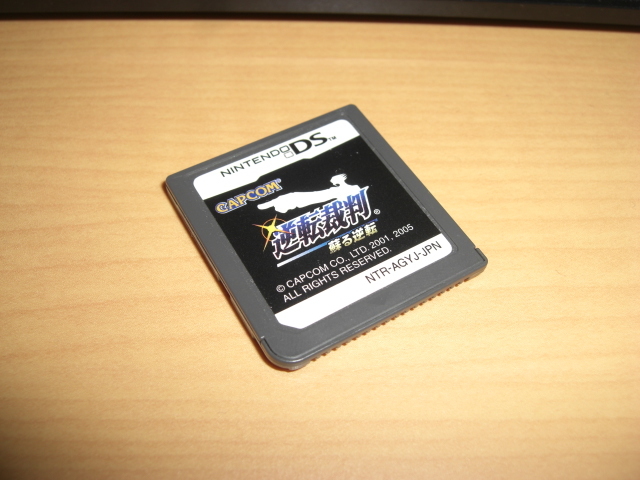 NINTENDO DS™
CAPCOM®
逆転裁判®
蘇る逆転
© CAPCOM CO., LTD. 2001, 2005
ALL RIGHTS RESERVED.
NTR-AGYJ-JPN